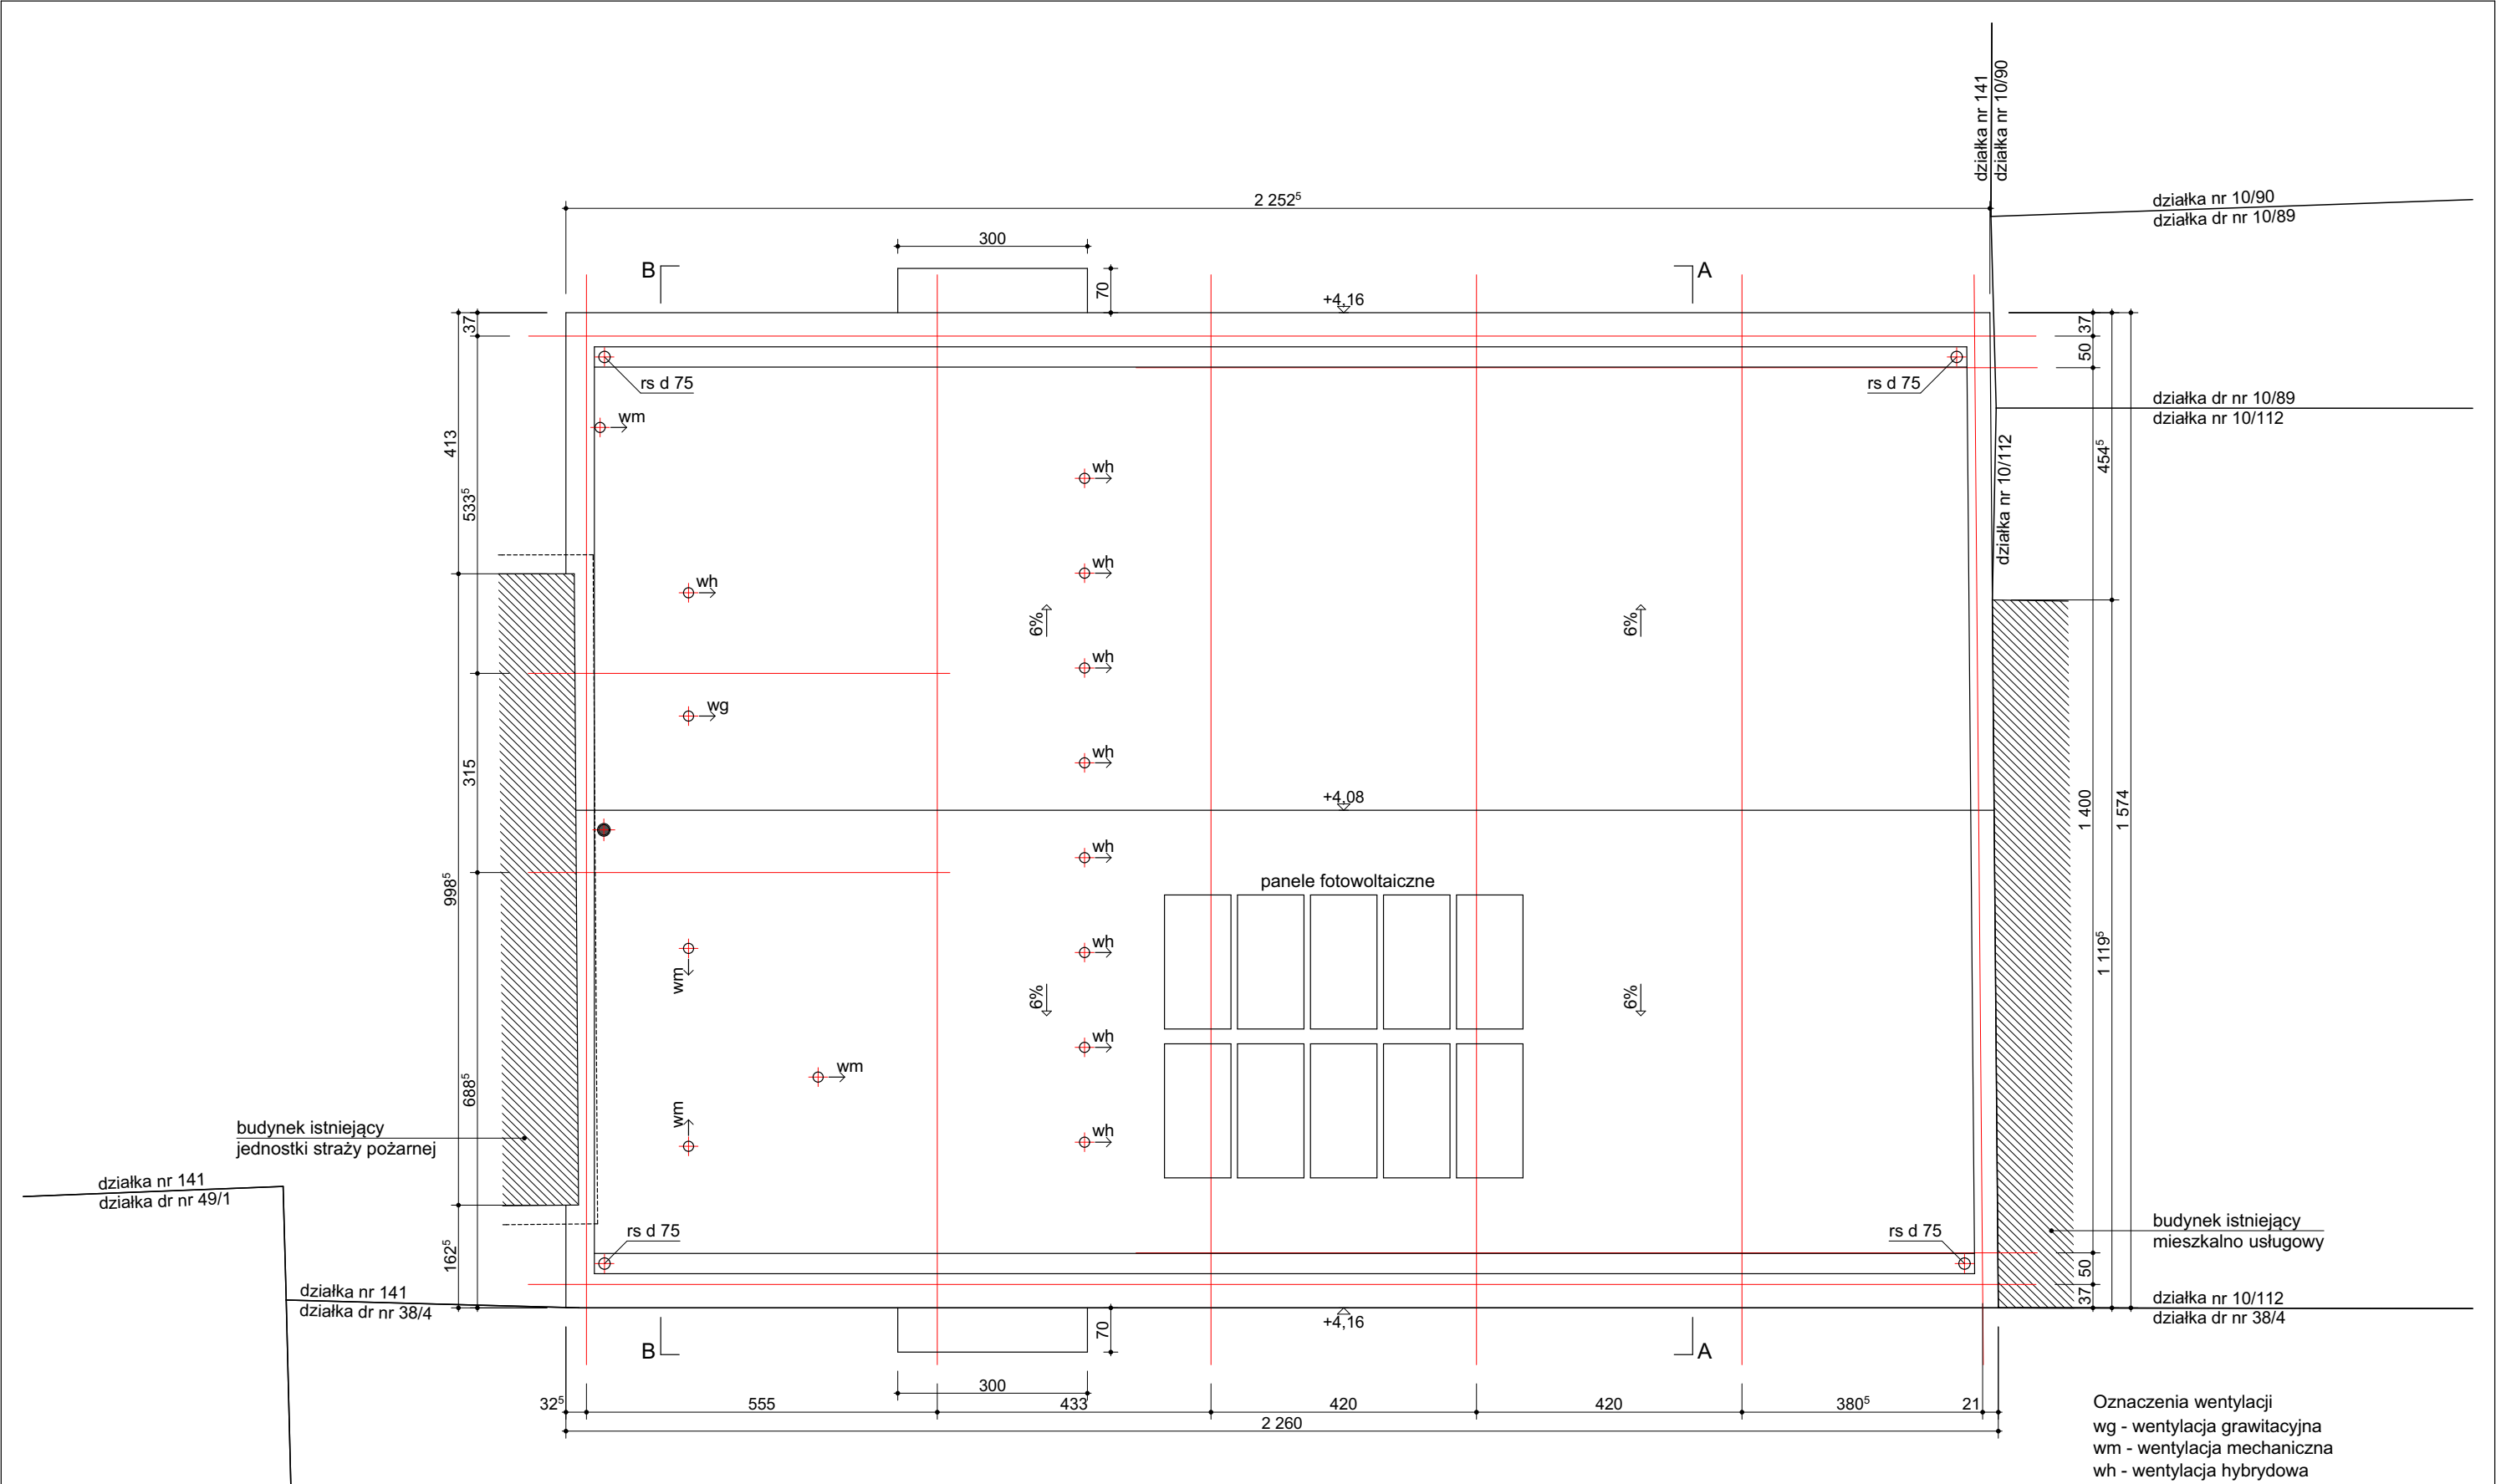 działka nr 141
działka nr 10/90
działka nr 10/90
działka dr nr 10/89
2 252⁵
300
B
A
70
+4,16
37
37
50
rs d 75
rs d 75
działka dr nr 10/89
działka nr 10/112
wm
413
533⁵
454⁵
działka nr 10/112
wh
wh
wh
6%
6%
wh
wg
wh
315
+4,08
1 400
1 574
wh
998⁵
panele fotowoltaiczne
wh
1 119⁵
wm
6%
6%
wh
wm
688⁵
wm
wh
budynek istniejący
jednostki straży pożarnej
działka nr 141
działka dr nr 49/1
162⁵
rs d 75
rs d 75
budynek istniejący
mieszkalno usługowy
50
37
działka nr 141
działka dr nr 38/4
działka nr 10/112
działka dr nr 38/4
+4,16
70
B
A
300
32⁵
555
433
420
420
380⁵
21
2 260
Oznaczenia wentylacji
wg - wentylacja grawitacyjna
wm - wentylacja mechaniczna
wh - wentylacja hybrydowa